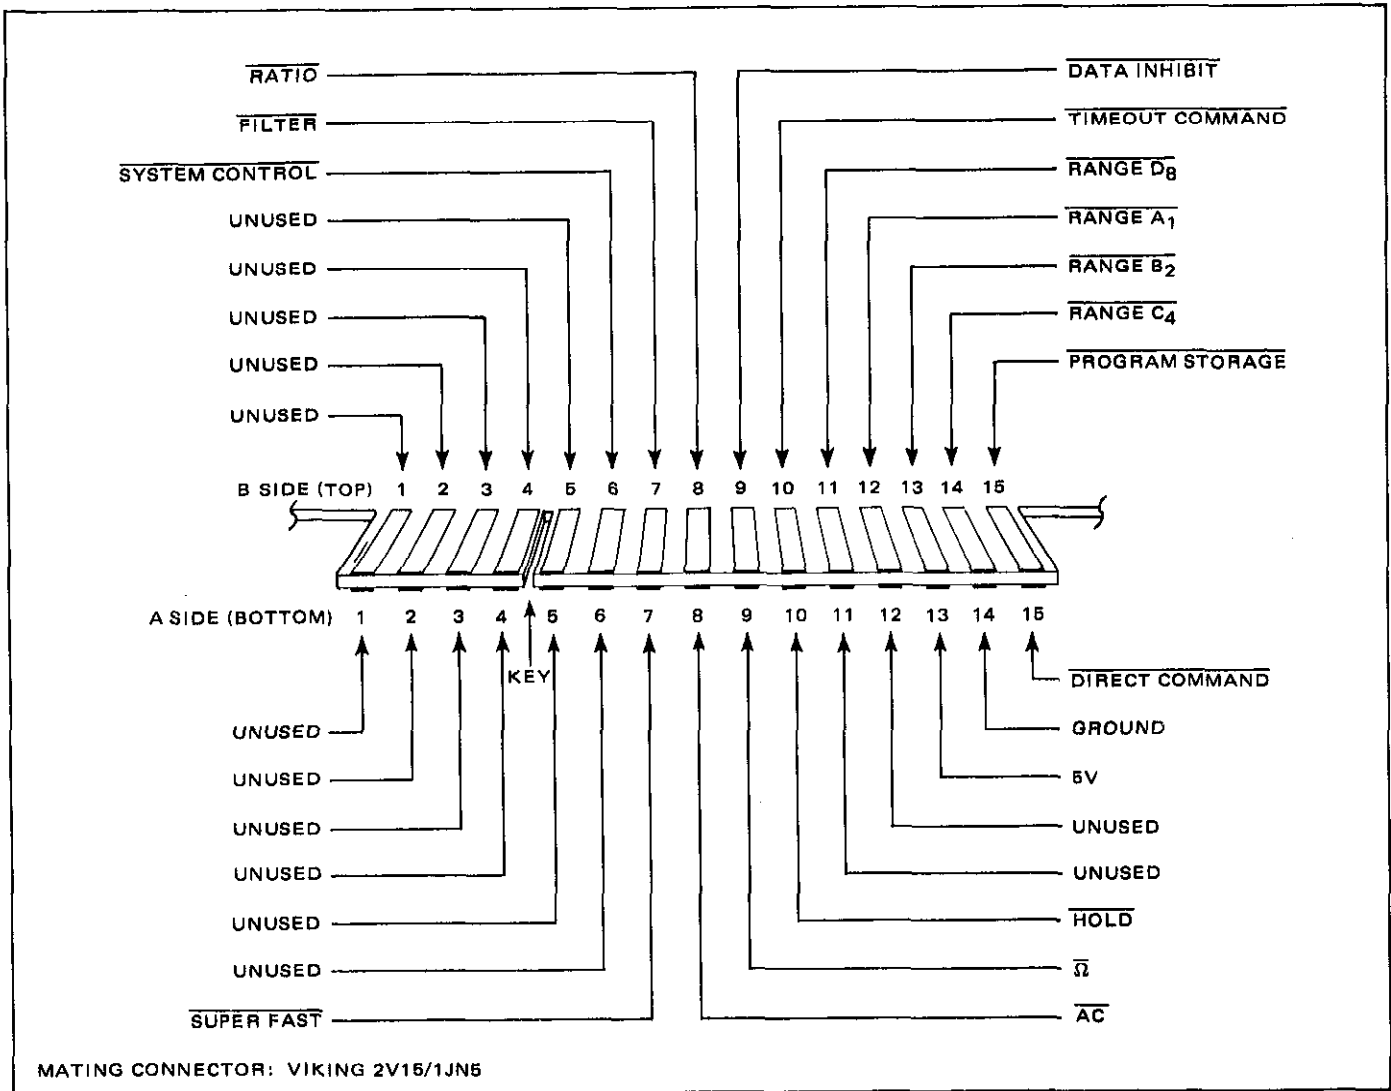 RATIO
FILTER
SYSTEM CONTROL
UNUSED
UNUSED
UNUSED
UNUSED
UNUSED
DATA INHIBIT
TIMEOUT COMMAND
RANGE D8
RANGE A1
RANGE B2
RANGE C4
PROGRAM STORAGE
B SIDE (TOP) 1 2 3 4 5 6 7 8 9 10 11 12 13 14 15
A SIDE (BOTTOM) 1 2 3 4 5 6 7 8 9 10 11 12 13 14 15
KEY
UNUSED
UNUSED
UNUSED
UNUSED
UNUSED
UNUSED
SUPER FAST
DIRECT COMMAND
GROUND
5V
UNUSED
UNUSED
HOLD
Ω
AC
MATING CONNECTOR: VIKING 2V15/1JN5